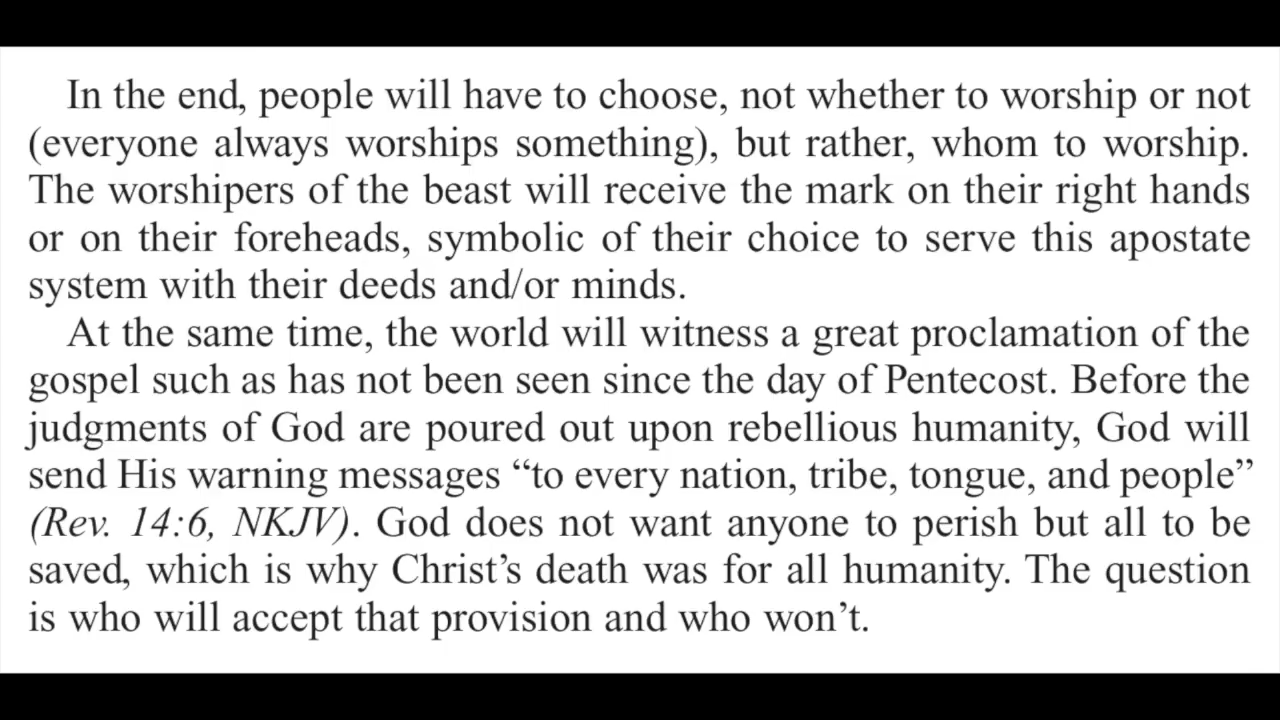 In the end, people will have to choose, not whether to worship or not
(everyone always worships something), but rather, whom to worship.
The worshipers of the beast will receive the mark on their right hands
or on their foreheads, symbolic of their choice to serve this apostate
system with their deeds and/or minds.
At the same time, the world will witness a great proclamation of the
gospel such as has not been seen since the day of Pentecost. Before the
judgments of God are poured out upon rebellious humanity, God will
send His warning messages “to every nation, tribe, tongue, and people”
(Rev. 14:6, NKJV). God does not want anyone to perish but all to be
saved, which is why Christ’s death was for all humanity. The question
is who will accept that provision and who won’t.